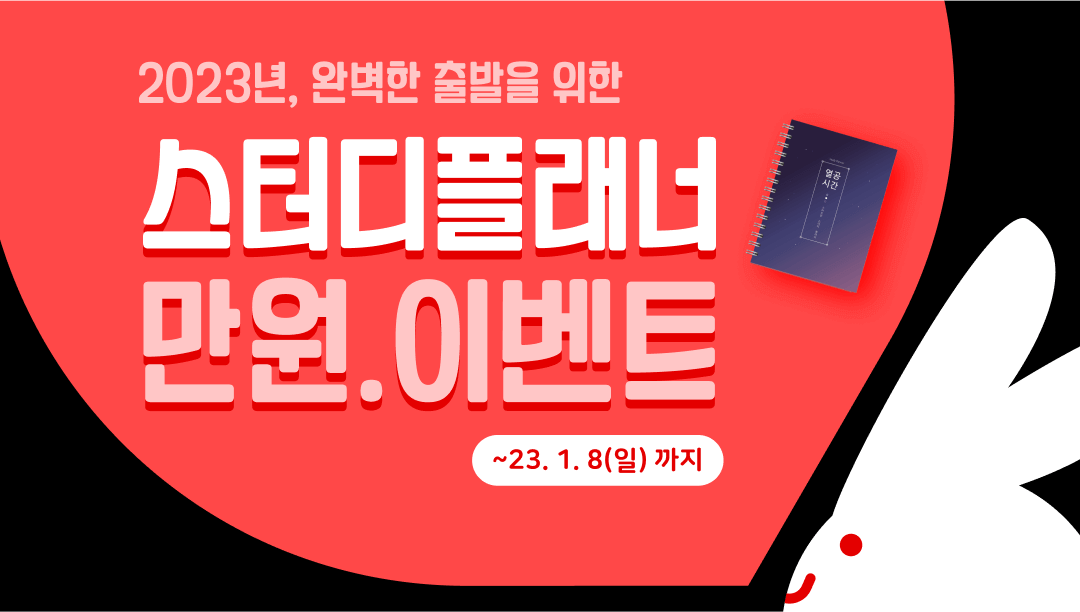 2023년, 완벽한 출발을 위한
스터디플래너
만원.이벤트
~23. 1. 8(일) 까지
열공
시간